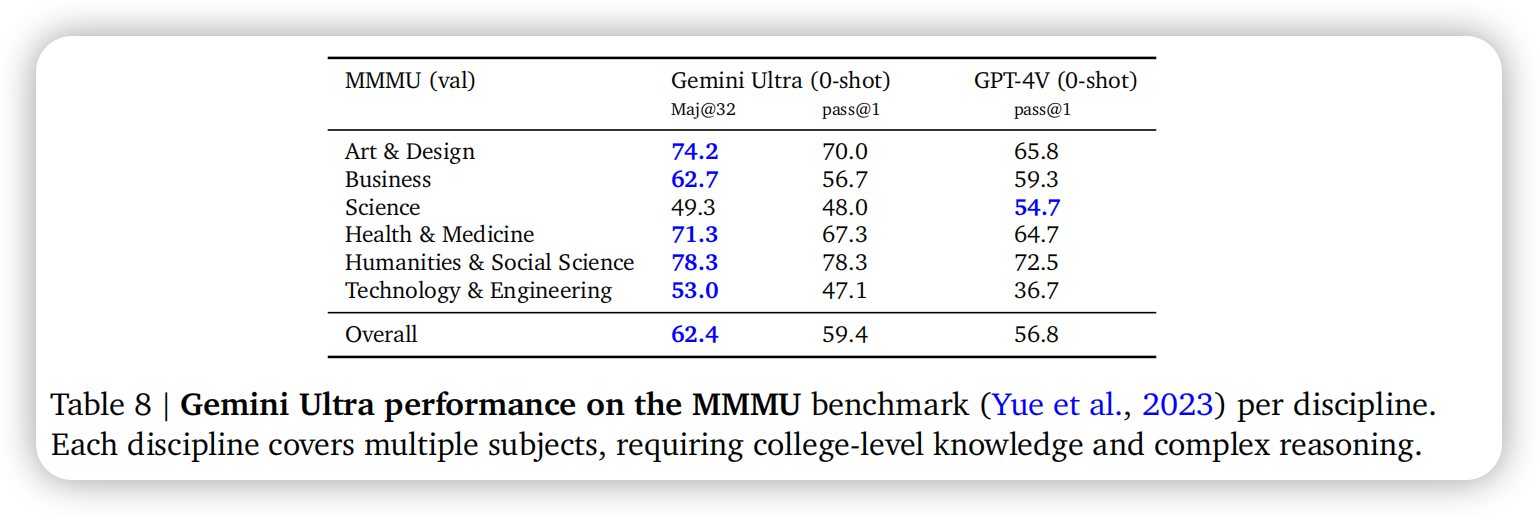 MMMU (val) Gemini Ultra (0-shot) GPT-4V (0-shot)
Maj@32 pass@1 pass@1
Art & Design 74.2 70.0 65.8
Business 62.7 56.7 59.3
Science 49.3 48.0 54.7
Health & Medicine 71.3 67.3 64.7
Humanities & Social Science 78.3 78.3 72.5
Technology & Engineering 53.0 47.1 36.7
Overall 62.4 59.4 56.8
Table 8 | Gemini Ultra performance on the MMMU benchmark (Yue et al., 2023) per discipline.
Each discipline covers multiple subjects, requiring college-level knowledge and complex reasoning.